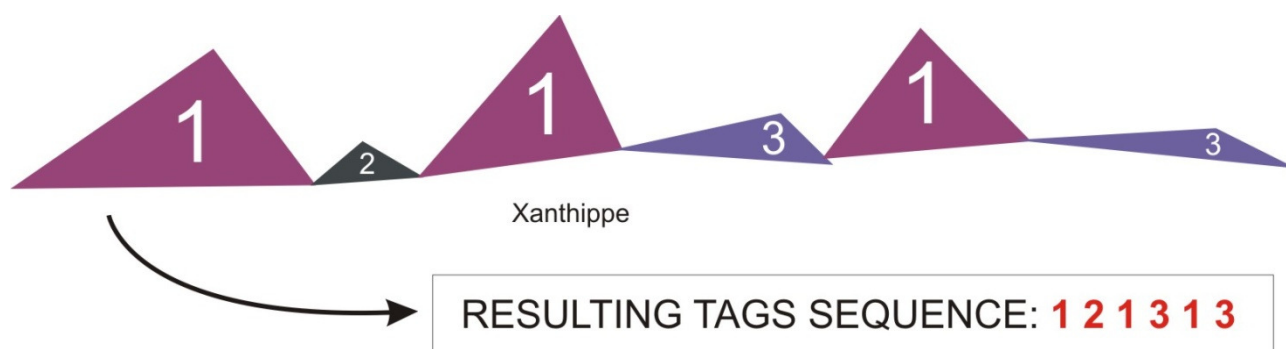 1 2 1 3 1 3
Xanthippe
RESULTING TAGS SEQUENCE: 1 2 1 3 1 3